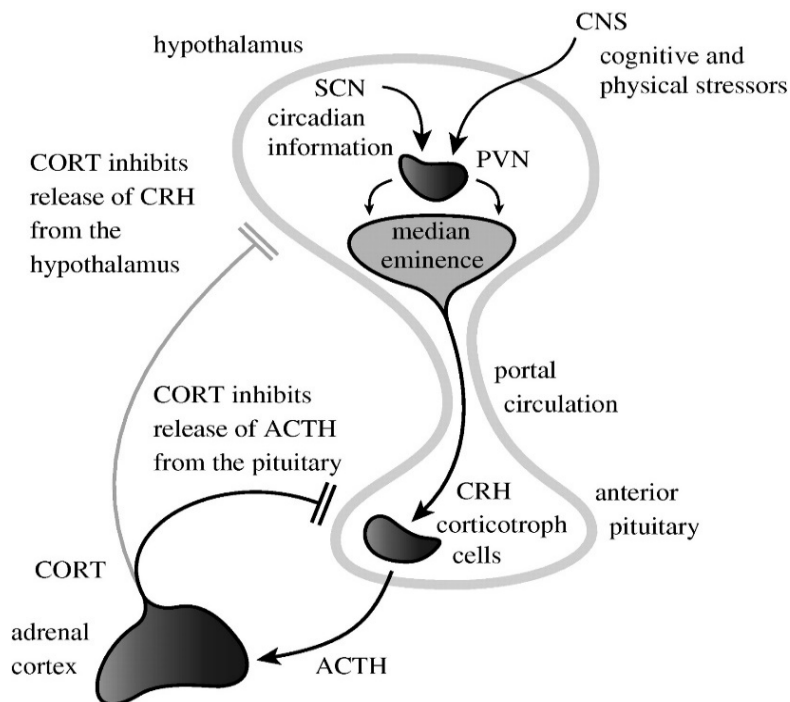 CNS
hypothalamus
cognitive and
physical stressors
SCN
circadian
information
PVN
CORT inhibits
release of CRH
from the
hypothalamus
median
eminence
portal
circulation
CORT inhibits
release of ACTH
from the pituitary
CRH
corticotroph
cells
anterior
pituitary
CORT
adrenal
cortex
ACTH